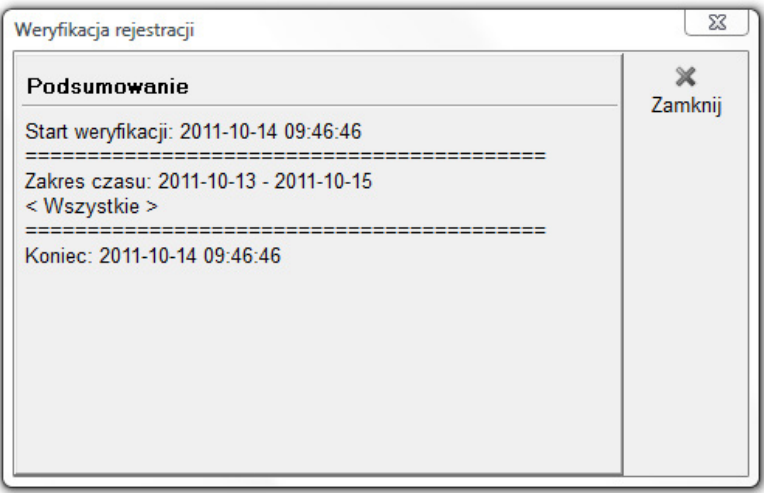 Weryfikacja rejestracji
Podsumowanie
Zamknij
Start weryfikacji: 2011-10-14 09:46:46
==========================================
Zakres czasu: 2011-10-13 - 2011-10-15
< Wszystkie >
==========================================
Koniec: 2011-10-14 09:46:46